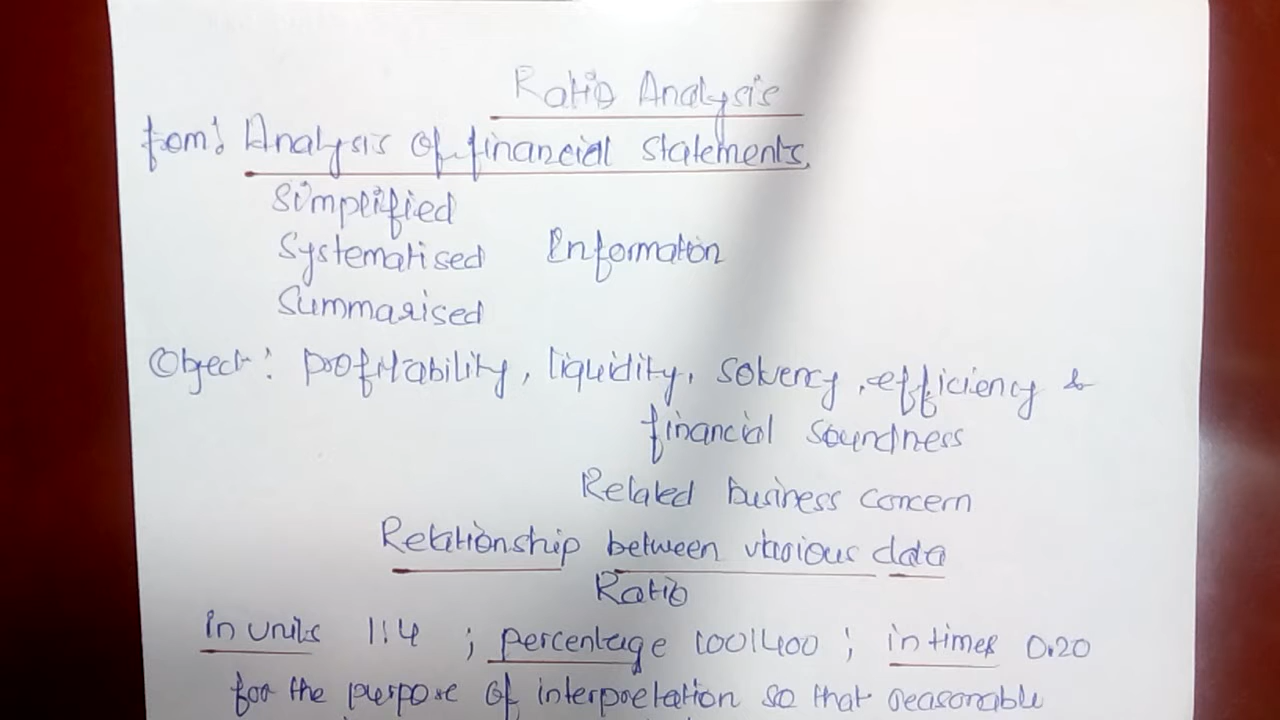 Ratio Analysis
from: Analysis of financial statements.
Simplified
Systematised Information
Summarised
Object: profitability, liquidity, solvency, efficiency &
financial soundness
Related business concern
Relationship between various data
Ratio
in units 1:4 ; percentage 100/400 ; in times 0.20
for the purpose of interpretation so that reasonable